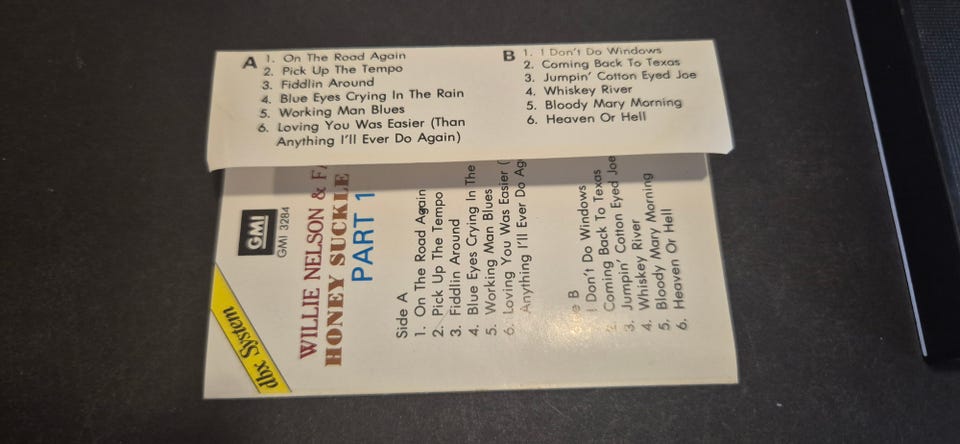 A
1. On The Road Again
2. Pick Up The Tempo
3. Fiddlin Around
4. Blue Eyes Crying In The Rain
5. Working Man Blues
6. Loving You Was Easier (Than
Anything I'll Ever Do Again)
B
1. I Don't Do Windows
2. Coming Back To Texas
3. Jumpin' Cotton Eyed Joe
4. Whiskey River
5. Bloody Mary Morning
6. Heaven Or Hell
GMI
GMI 3284
dbx System
WILLIE NELSON & FA
HONEY SUCKLE
PART 1
Side A
1. On The Road Again
2. Pick Up The Tempo
3. Fiddlin Around
4. Blue Eyes Crying In The
5. Working Man Blues
6. Loving You Was Easier (
Anything I'll Ever Do Ag
e B
I Don't Do Windows
2. Coming Back To Texas
3. Jumpin' Cotton Eyed Joe
4. Whiskey River
5. Bloody Mary Morning
6. Heaven Or Hell